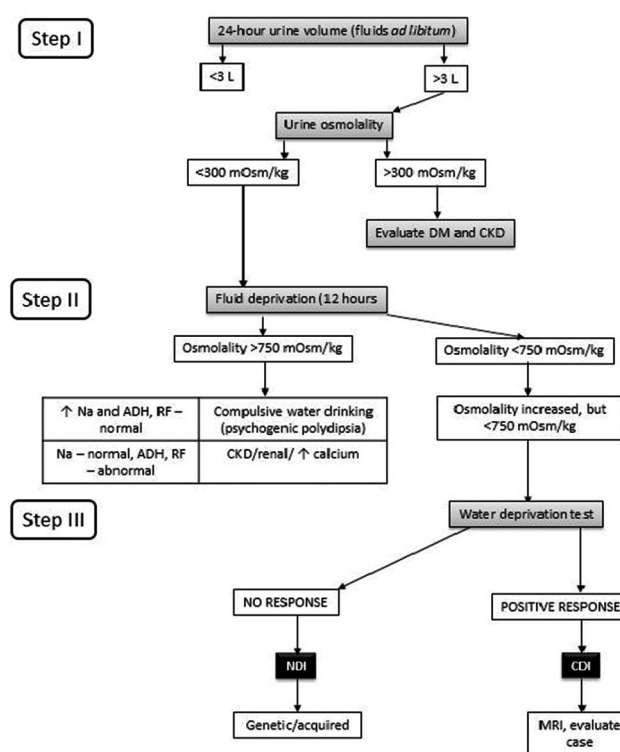 Step I
24-hour urine volume (fluids ad libitum)
<3 L
>3 L
Urine osmolality
<300 mOsm/kg
>300 mOsm/kg
Evaluate DM and CKD
Step II
Fluid deprivation (12 hours
Osmolality >750 mOsm/kg
Osmolality <750 mOsm/kg
↑ Na and ADH, RF –
normal
Compulsive water drinking
(psychogenic polydipsia)
Na – normal, ADH, RF
– abnormal
CKD/renal/ ↑ calcium
Osmolality increased, but
<750 mOsm/kg
Step III
Water deprivation test
NO RESPONSE
POSITIVE RESPONSE
NDI
CDI
Genetic/acquired
MRI, evaluate
case